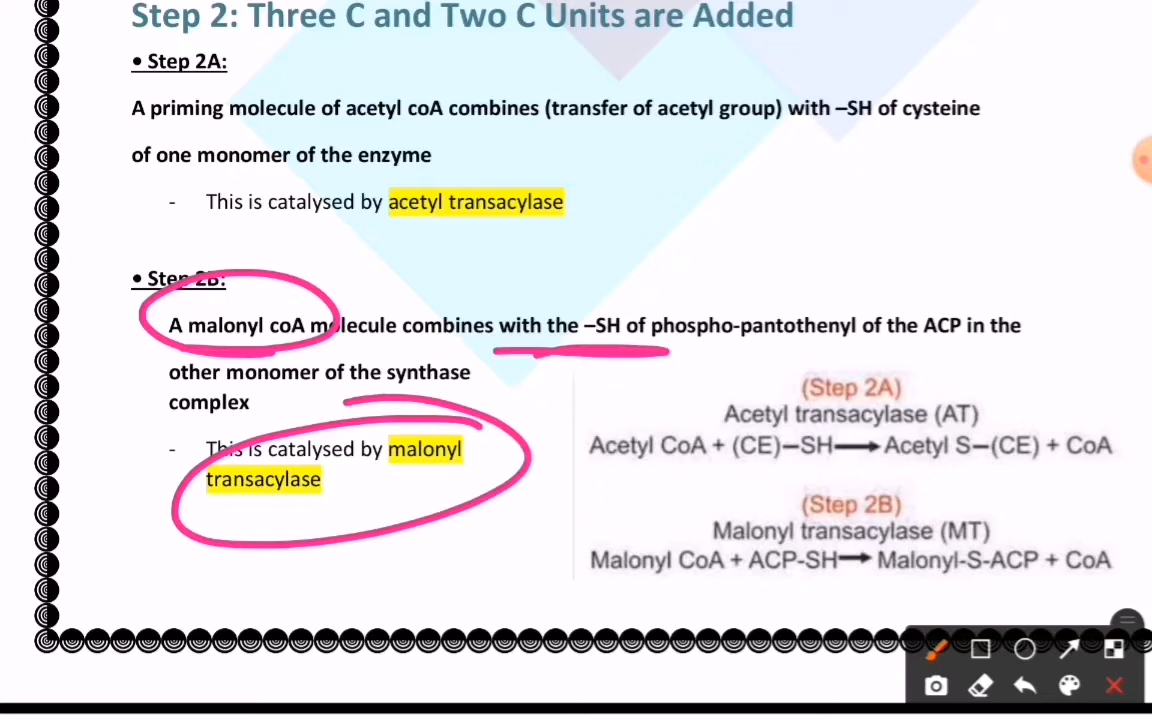 Step 2: Three C and Two C Units are Added
• Step 2A:
A priming molecule of acetyl coA combines (transfer of acetyl group) with –SH of cysteine
of one monomer of the enzyme
- This is catalysed by acetyl transacylase
• Step 2B:
A malonyl coA molecule combines with the –SH of phospho-pantothenyl of the ACP in the
other monomer of the synthase
complex
- This is catalysed by malonyl
transacylase
(Step 2A)
Acetyl transacylase (AT)
Acetyl CoA + (CE)–SH⟶Acetyl S–(CE) + CoA
(Step 2B)
Malonyl transacylase (MT)
Malonyl CoA + ACP-SH⟶Malonyl-S-ACP + CoA